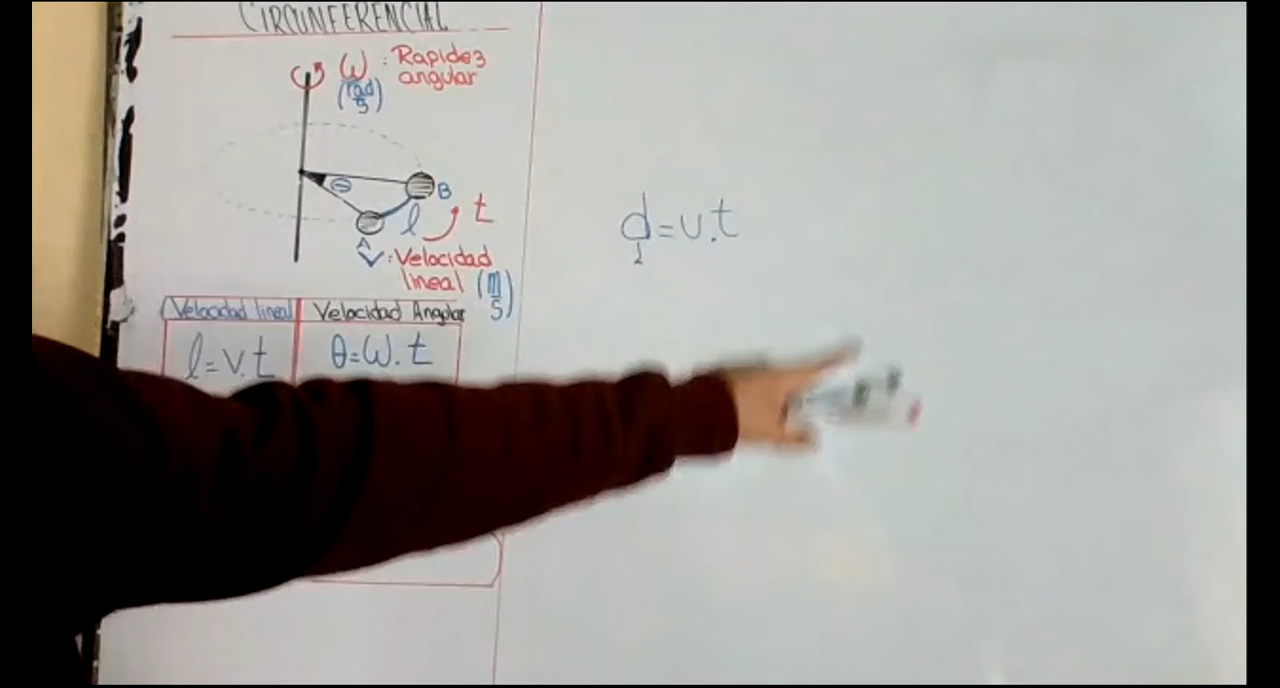 CIRCUNFERENCIAL
ω : Rapidez
angular
(rad/s)
θ
B
l
t
A
V: Velocidad
lineal (m/s)
Velocidad lineal
Velocidad Angular
l=v.t
θ=ω.t
d=v.t